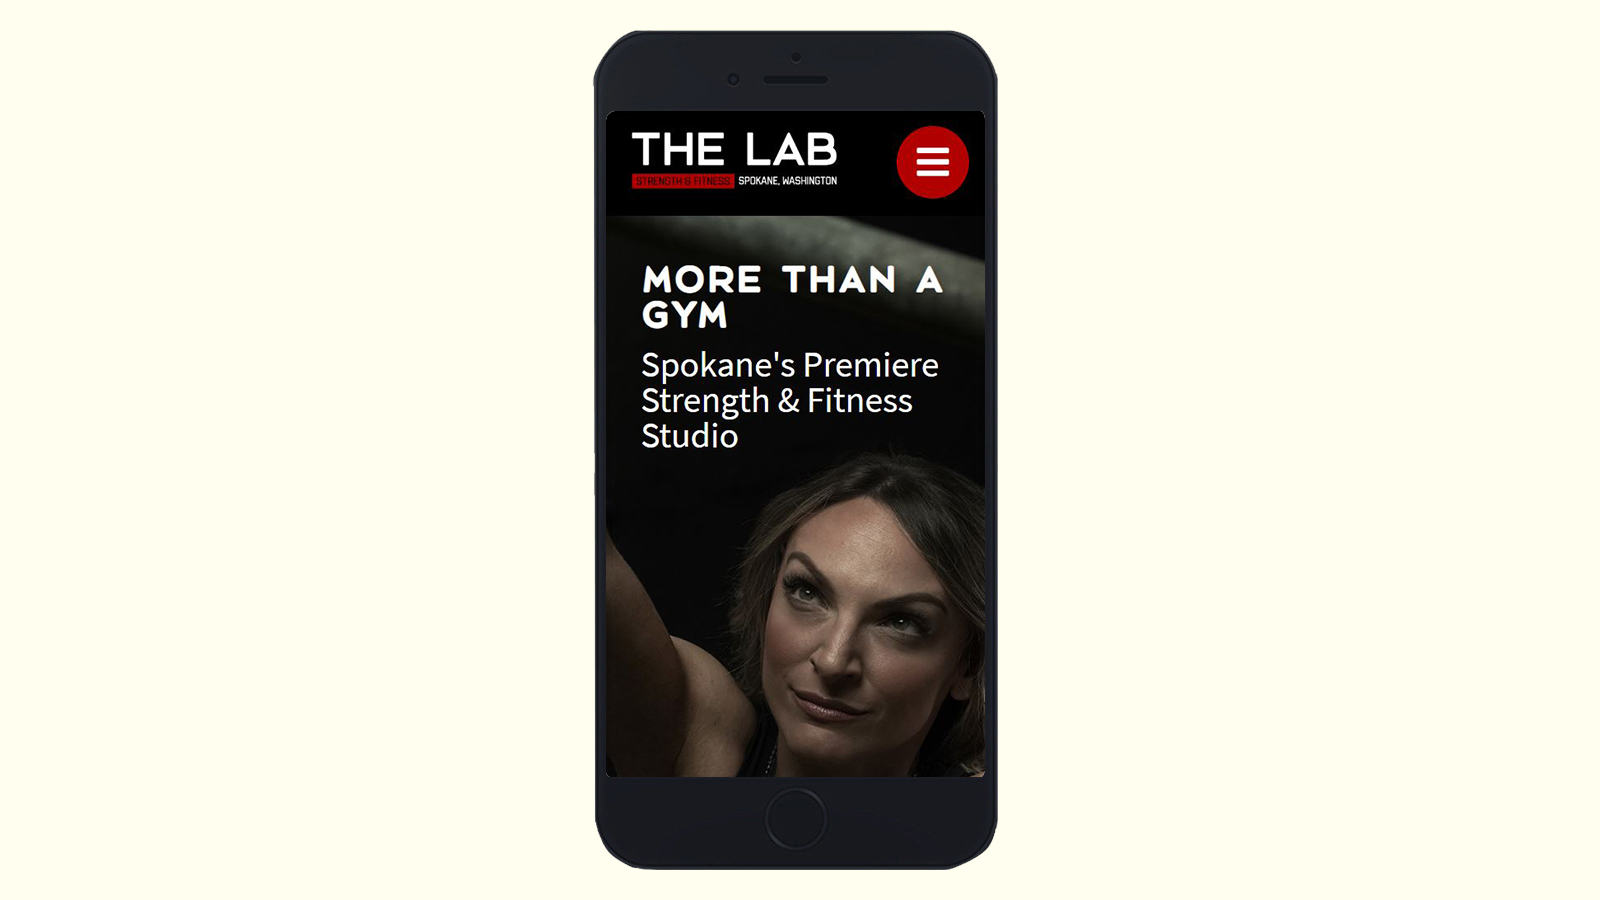 THE LAB
STRENGTH & FITNESS SPOKANE, WASHINGTON
MORE THAN A
GYM
Spokane's Premiere
Strength & Fitness
Studio